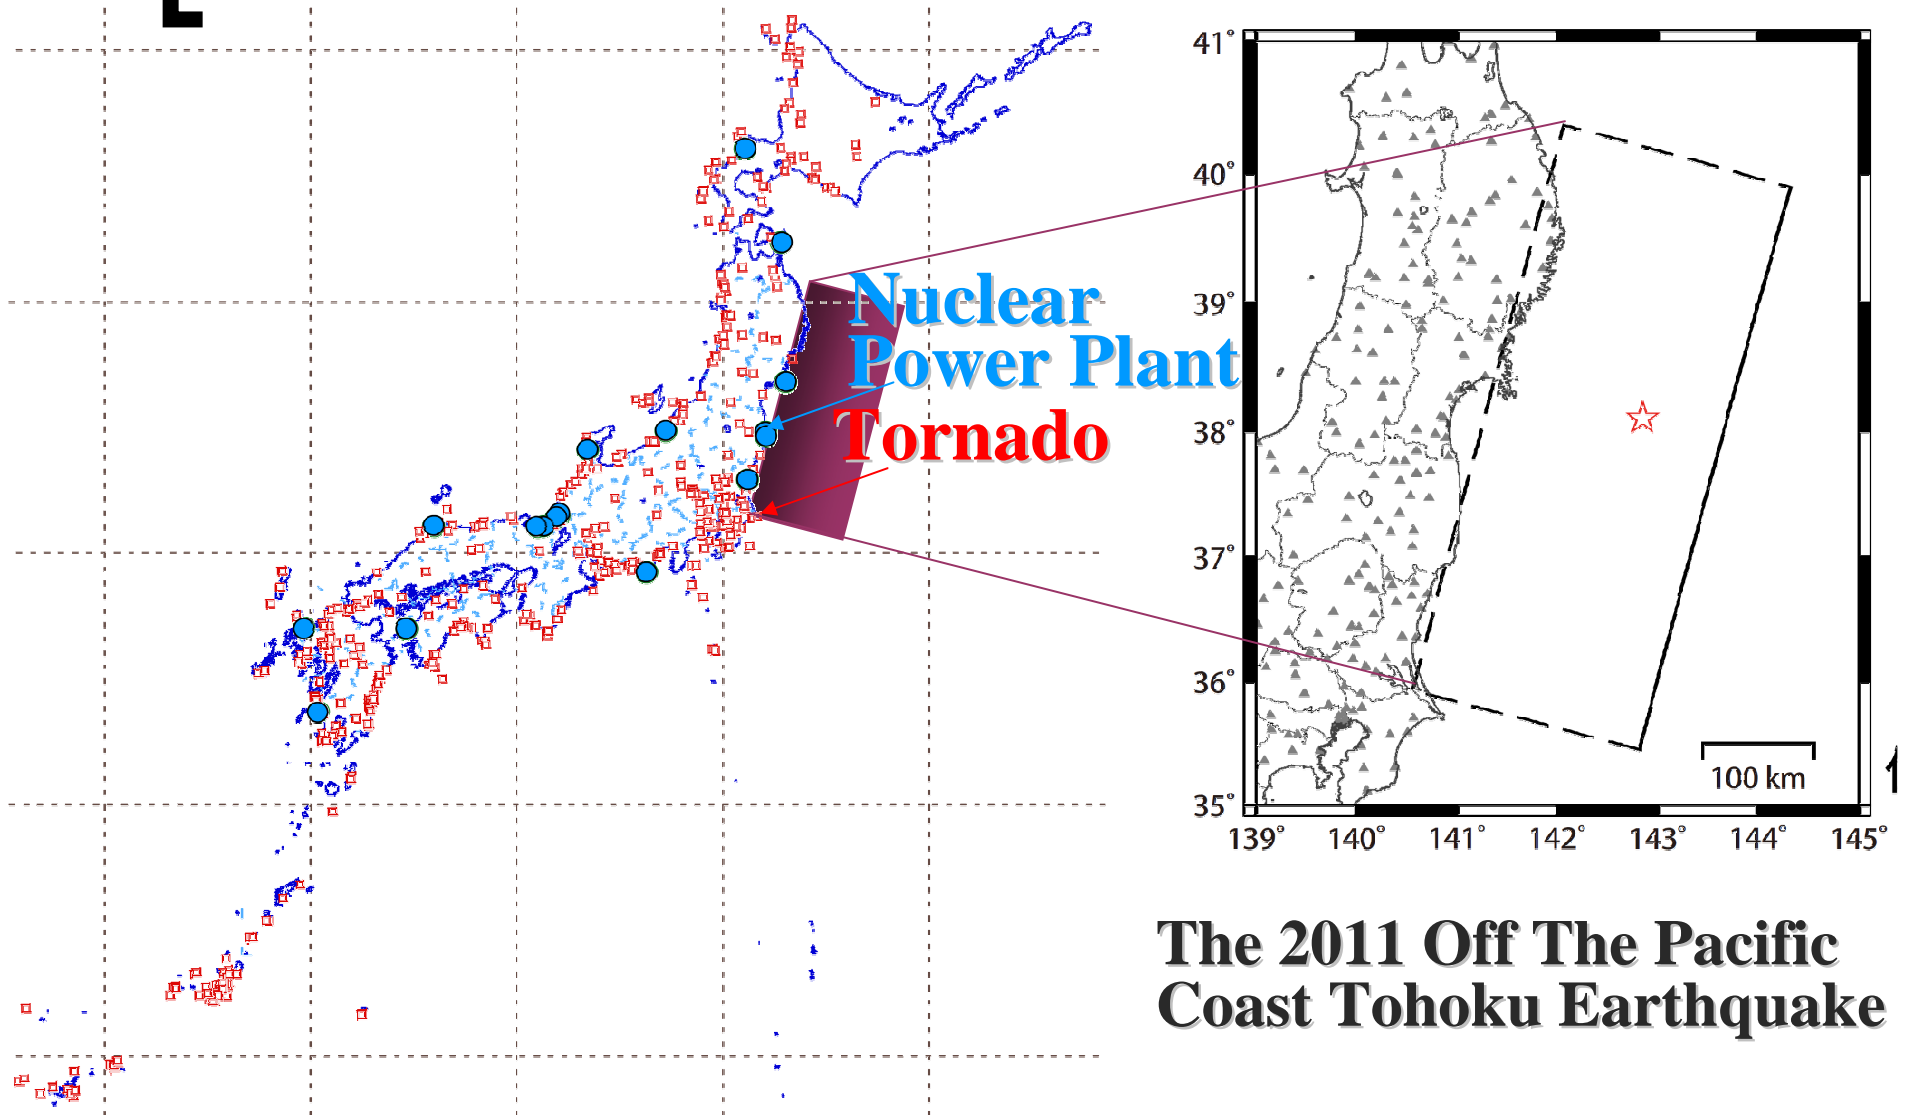 Nuclear
Power Plant
Tornado
41°
40°
39°
38°
37°
36°
35°
139° 140° 141° 142° 143° 144° 145°
100 km
The 2011 Off The Pacific
Coast Tohoku Earthquake